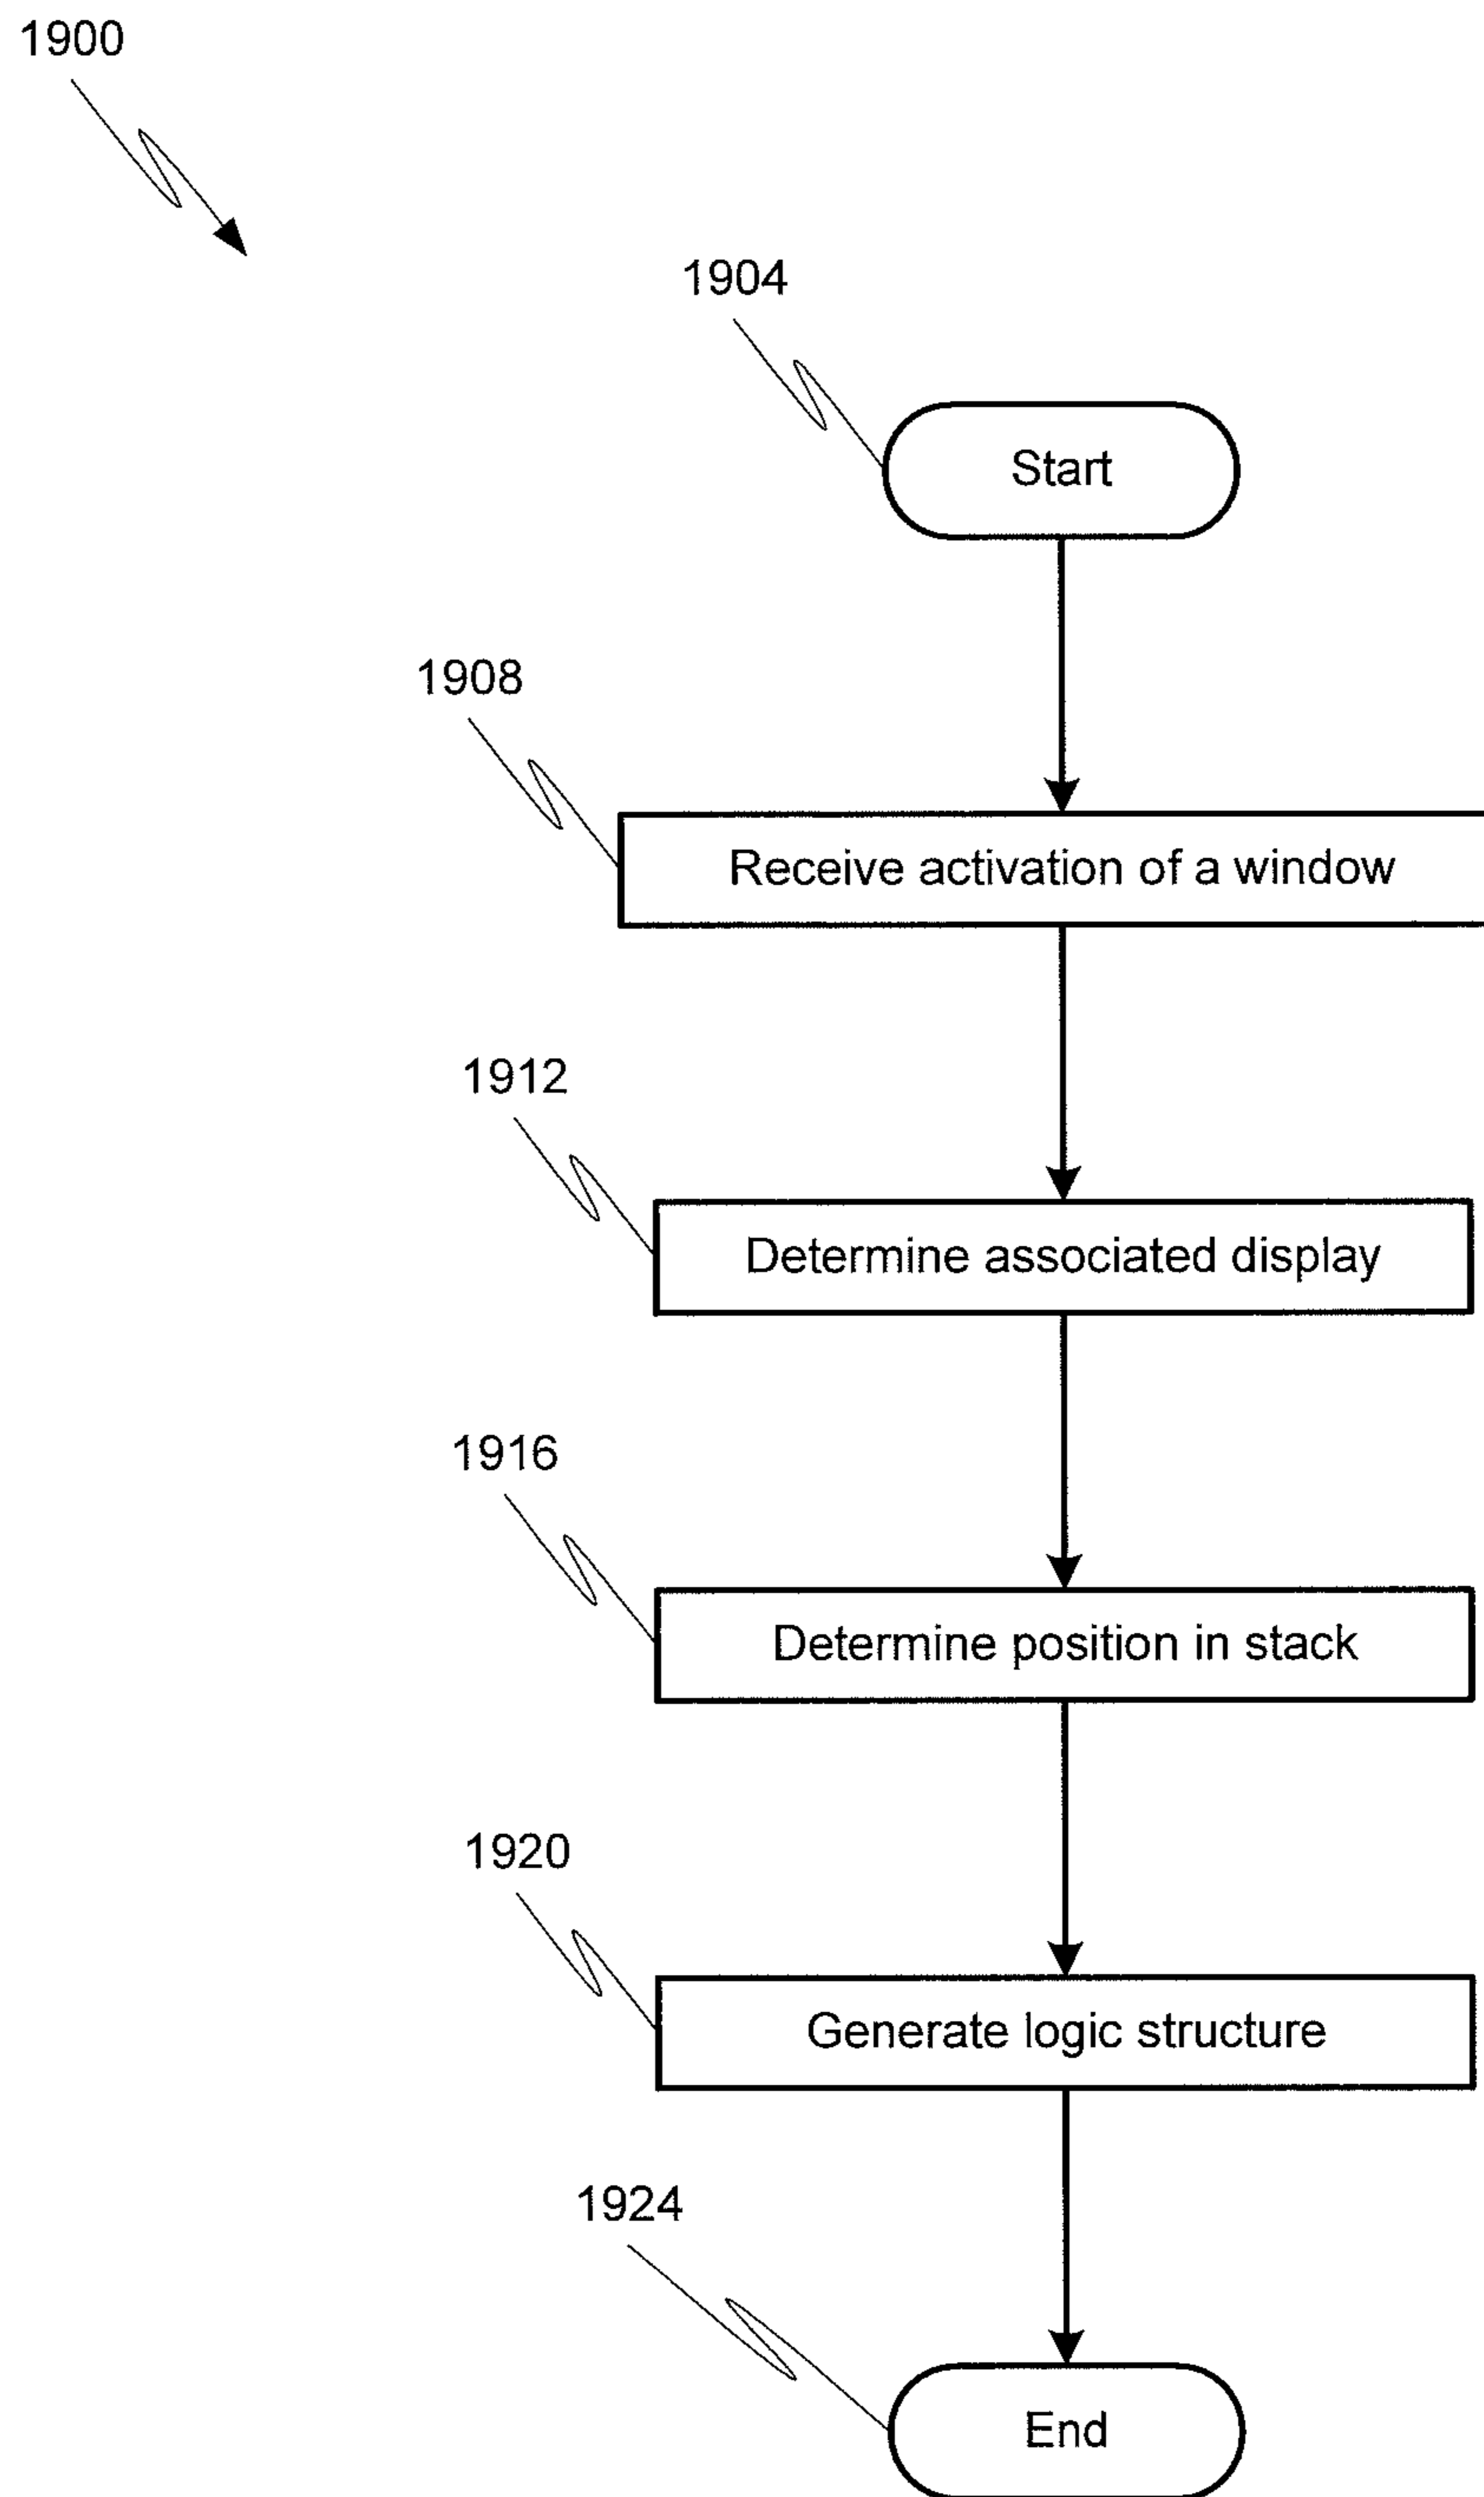 1900
1904
Start
1908
Receive activation of a window
1912
Determine associated display
1916
Determine position in stack
1920
Generate logic structure
1924
End